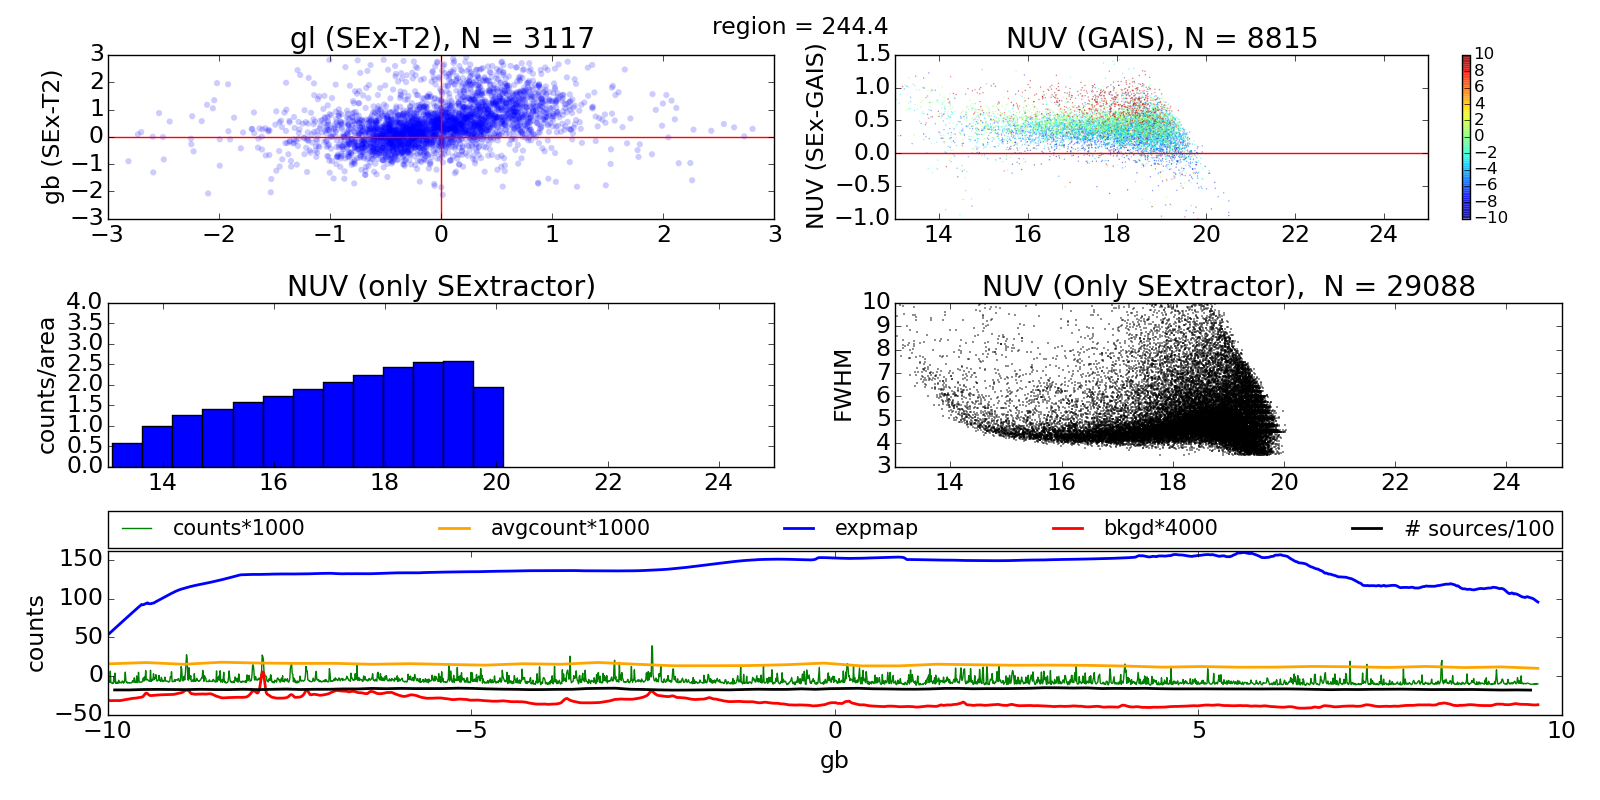 region = 244.4
gl (SEx-T2), N = 3117
gb (SEx-T2)
3
2
1
0
−1
−2
−3
−3 −2 −1 0 1 2 3
NUV (GAIS), N = 8815
NUV (SEx-GAIS)
1.5
1.0
0.5
0.0
−0.5
−1.0
14 16 18 20 22 24
10
8
6
4
2
0
−2
−4
−6
−8
−10
NUV (only SExtractor)
counts/area
4.0
3.5
3.0
2.5
2.0
1.5
1.0
0.5
0.0
14 16 18 20 22 24
NUV (Only SExtractor), N = 29088
FWHM
10
9
8
7
6
5
4
3
14 16 18 20 22 24
counts*1000 avgcount*1000 expmap bkgd*4000 # sources/100
counts
150
100
50
0
−50
−10 −5 0 5 10
gb